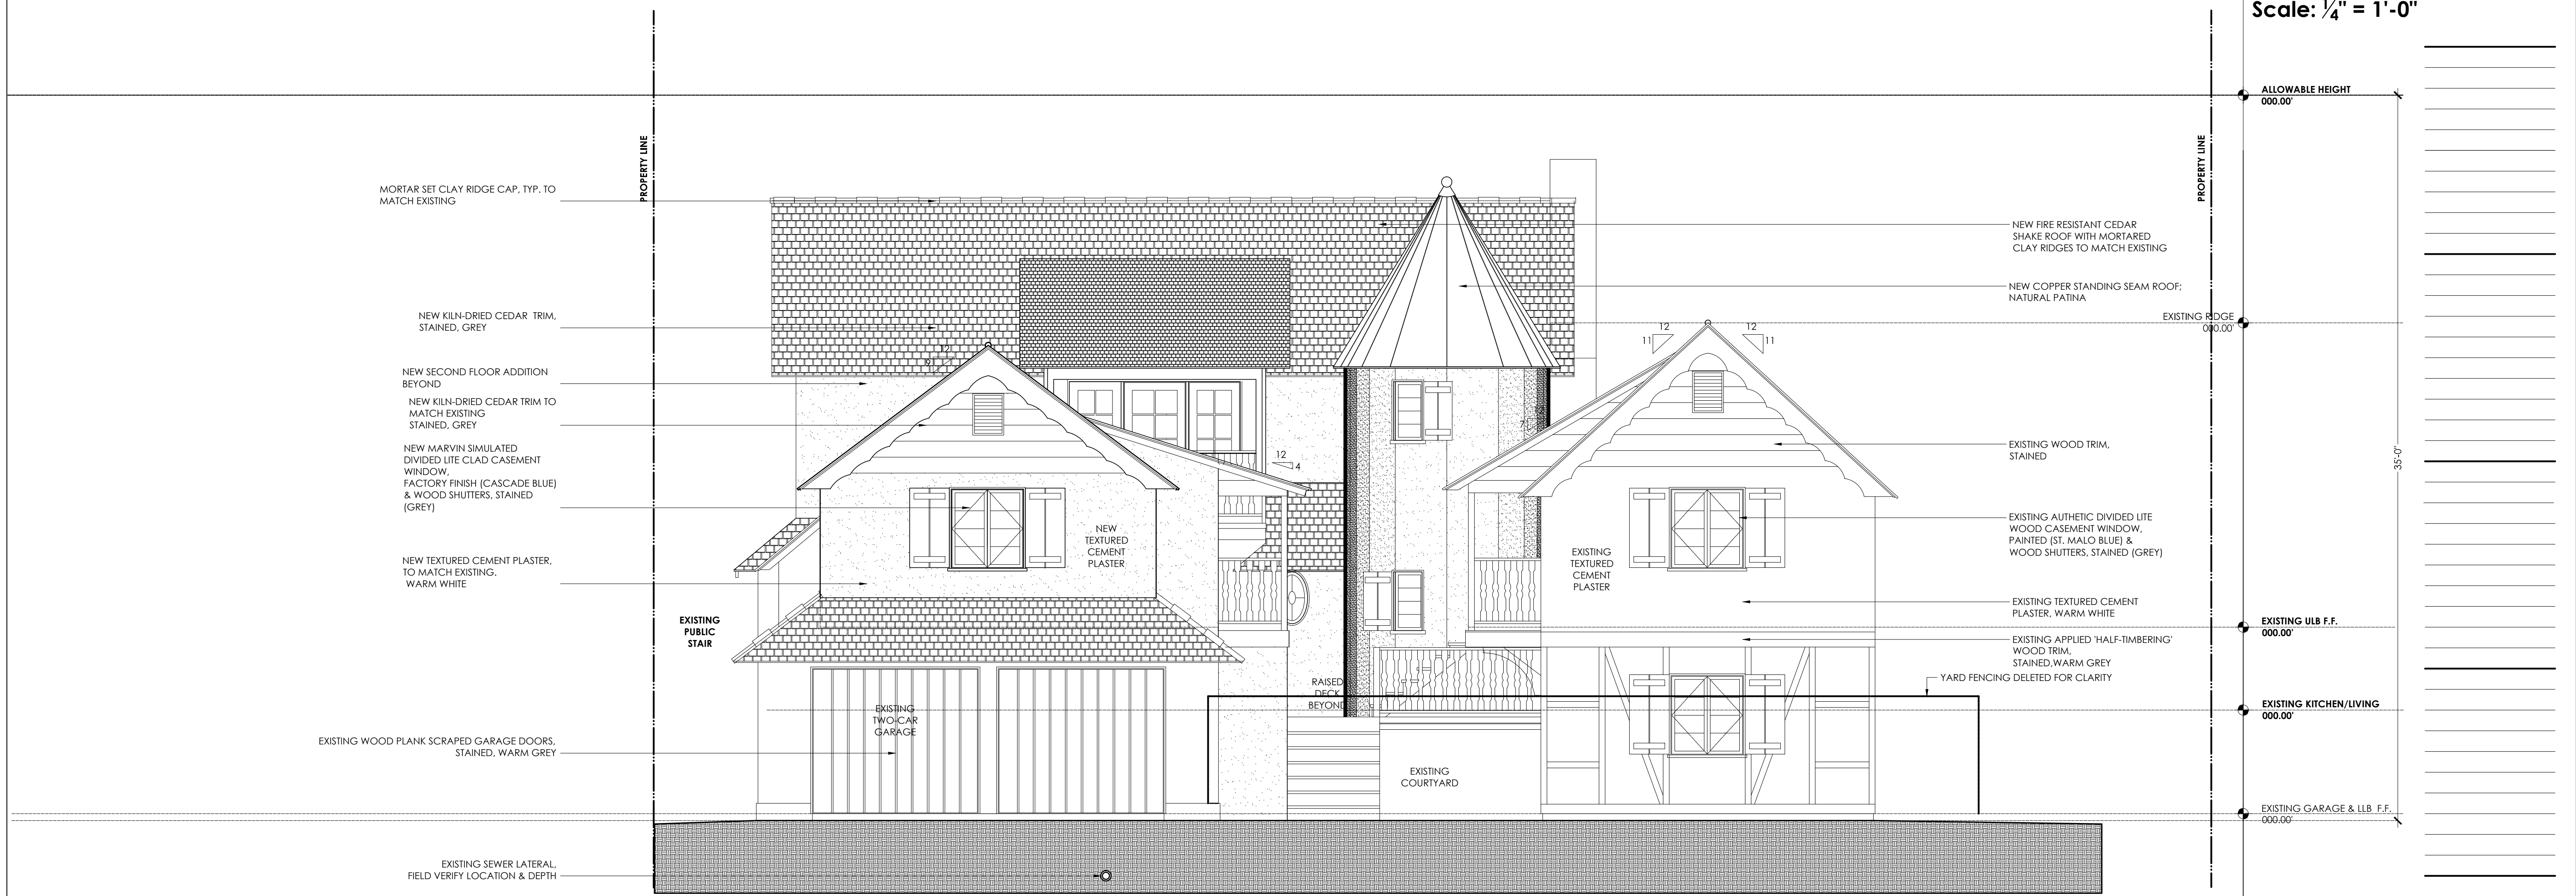 Scale: ¼" = 1'-0"
ALLOWABLE HEIGHT
000.00'
PROPERTY LINE
PROPERTY LINE
MORTAR SET CLAY RIDGE CAP, TYP. TO
MATCH EXISTING
NEW FIRE RESISTANT CEDAR
SHAKE ROOF WITH MORTARED
CLAY RIDGES TO MATCH EXISTING
NEW COPPER STANDING SEAM ROOF;
NATURAL PATINA
NEW KILN-DRIED CEDAR TRIM,
STAINED, GREY
EXISTING RIDGE
000.00'
12
11
12
11
12
9
NEW SECOND FLOOR ADDITION
BEYOND
NEW KILN-DRIED CEDAR TRIM TO
MATCH EXISTING
STAINED, GREY
7
EXISTING WOOD TRIM,
STAINED
35'-0"
NEW MARVIN SIMULATED
DIVIDED LITE CLAD CASEMENT
WINDOW,
FACTORY FINISH (CASCADE BLUE)
& WOOD SHUTTERS, STAINED
(GREY)
12
4
NEW
TEXTURED
CEMENT
PLASTER
EXISTING AUTHETIC DIVIDED LITE
WOOD CASEMENT WINDOW,
PAINTED (ST. MALO BLUE) &
WOOD SHUTTERS, STAINED (GREY)
EXISTING
TEXTURED
CEMENT
PLASTER
NEW TEXTURED CEMENT PLASTER,
TO MATCH EXISTING.
WARM WHITE
EXISTING TEXTURED CEMENT
PLASTER, WARM WHITE
EXISTING
PUBLIC
STAIR
EXISTING ULB F.F.
000.00'
EXISTING APPLIED 'HALF-TIMBERING'
WOOD TRIM,
STAINED,WARM GREY
YARD FENCING DELETED FOR CLARITY
RAISED
DECK
BEYOND
EXISTING KITCHEN/LIVING
000.00'
EXISTING
TWO-CAR
GARAGE
EXISTING WOOD PLANK SCRAPED GARAGE DOORS,
STAINED, WARM GREY
EXISTING
COURTYARD
EXISTING GARAGE & LLB F.F.
000.00'
EXISTING SEWER LATERAL,
FIELD VERIFY LOCATION & DEPTH